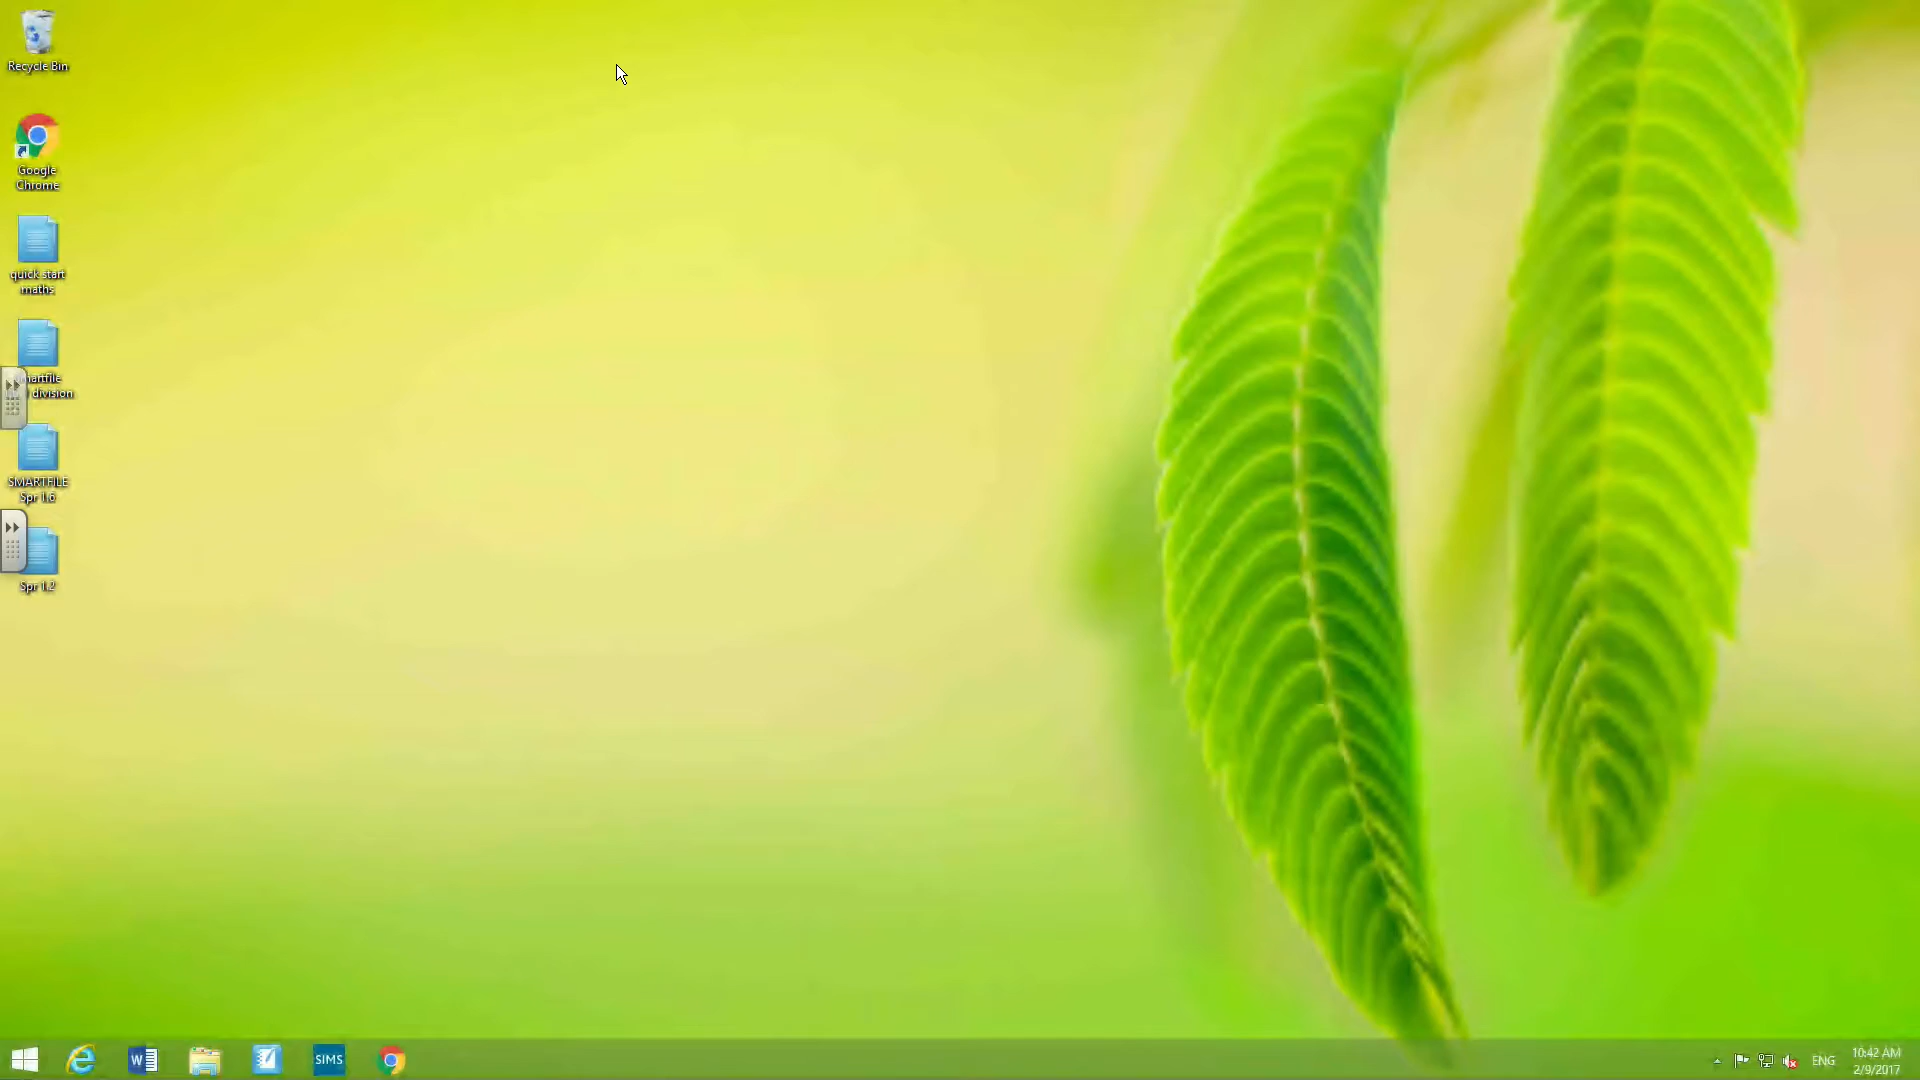 Recycle Bin
Google
Chrome
quick start
maths
martfile
division
SMARTFILE
Spr 1.6
Spr 1.2
W
SIMS
ENG
10:42 AM
2/9/2017